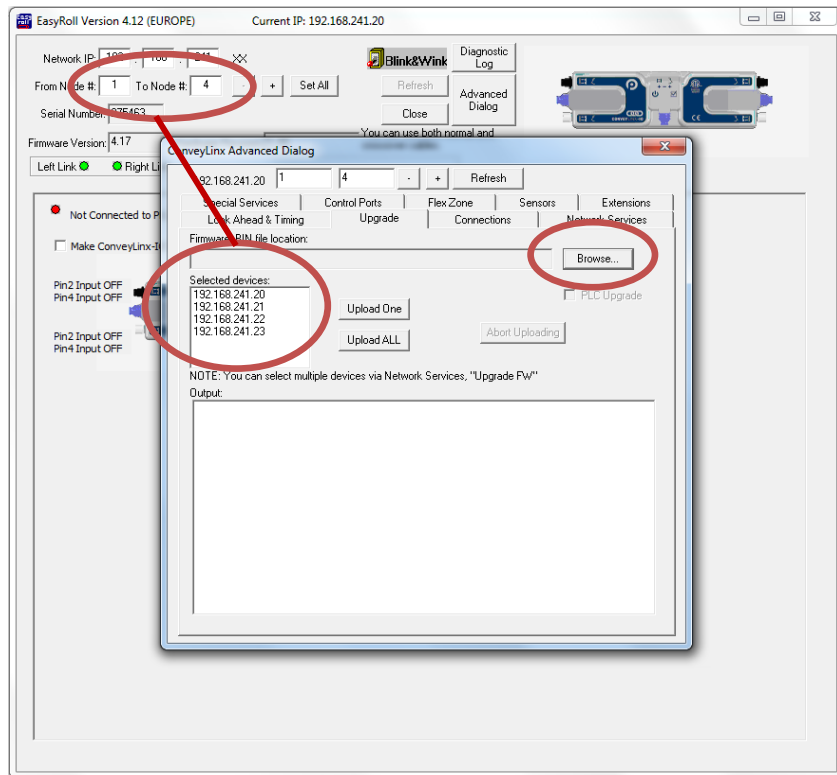 EasyRoll Version 4.12 (EUROPE) Current IP: 192.168.241.20
Network IP: . . 241 .XX
Blink&Wink
Diagnostic Log
From Node #: 1 To Node #: 4 - + Set All Refresh
Advanced Dialog
Serial Number: Close
You can use both normal and
Firmware Version: 4.17
ConveyLinx Advanced Dialog
Left Link Right Li
192.168.241.20 1 4 - + Refresh
Special Services Control Ports Flex Zone Sensors Extensions
Look Ahead & Timing Upgrade Connections Network Services
Not Connected to P
Firmware BIN file location:
Make ConveyLinx-I
Browse...
Pin2 Input OFF
Pin4 Input OFF
Selected devices:
192.168.241.20
192.168.241.21
192.168.241.22
192.168.241.23
PLC Upgrade
Upload One
Pin2 Input OFF
Pin4 Input OFF
Upload ALL Abort Uploading
NOTE: You can select multiple devices via Network Services, "Upgrade FW"
Output: